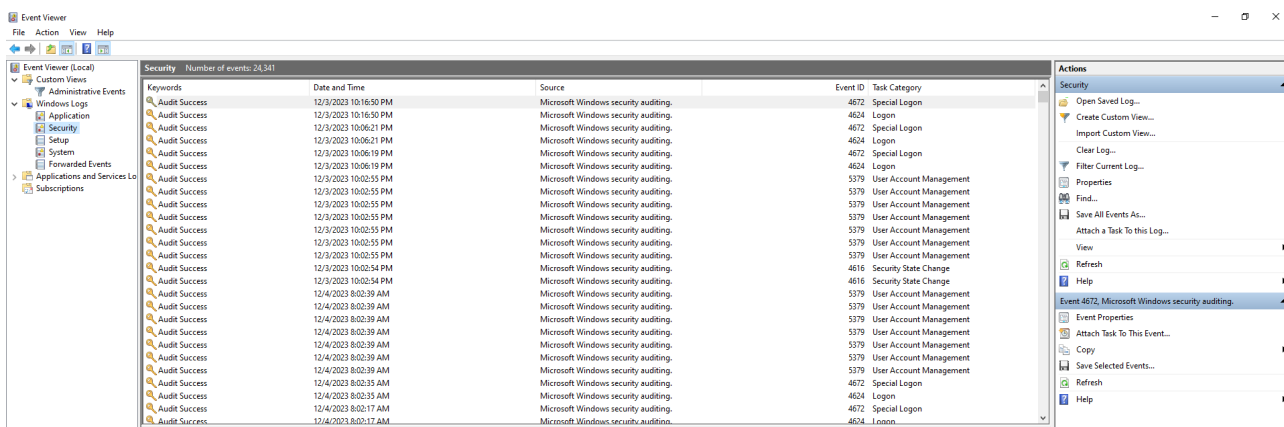 Event Viewer
File Action View Help
Event Viewer (Local)
Custom Views
Administrative Events
Windows Logs
Application
Security
Setup
System
Forwarded Events
Applications and Services Lo
Subscriptions
Security Number of events: 24,341
Keywords Date and Time Source Event ID Task Category
Audit Success 12/3/2023 10:16:50 PM Microsoft Windows security auditing. 4672 Special Logon
Audit Success 12/3/2023 10:16:50 PM Microsoft Windows security auditing. 4624 Logon
Audit Success 12/3/2023 10:06:21 PM Microsoft Windows security auditing. 4672 Special Logon
Audit Success 12/3/2023 10:06:21 PM Microsoft Windows security auditing. 4624 Logon
Audit Success 12/3/2023 10:06:19 PM Microsoft Windows security auditing. 4672 Special Logon
Audit Success 12/3/2023 10:06:19 PM Microsoft Windows security auditing. 4624 Logon
Audit Success 12/3/2023 10:02:55 PM Microsoft Windows security auditing. 5379 User Account Management
Audit Success 12/3/2023 10:02:55 PM Microsoft Windows security auditing. 5379 User Account Management
Audit Success 12/3/2023 10:02:55 PM Microsoft Windows security auditing. 5379 User Account Management
Audit Success 12/3/2023 10:02:55 PM Microsoft Windows security auditing. 5379 User Account Management
Audit Success 12/3/2023 10:02:55 PM Microsoft Windows security auditing. 5379 User Account Management
Audit Success 12/3/2023 10:02:55 PM Microsoft Windows security auditing. 5379 User Account Management
Audit Success 12/3/2023 10:02:55 PM Microsoft Windows security auditing. 5379 User Account Management
Audit Success 12/3/2023 10:02:54 PM Microsoft Windows security auditing. 4616 Security State Change
Audit Success 12/3/2023 10:02:54 PM Microsoft Windows security auditing. 4616 Security State Change
Audit Success 12/4/2023 8:02:39 AM Microsoft Windows security auditing. 5379 User Account Management
Audit Success 12/4/2023 8:02:39 AM Microsoft Windows security auditing. 5379 User Account Management
Audit Success 12/4/2023 8:02:39 AM Microsoft Windows security auditing. 5379 User Account Management
Audit Success 12/4/2023 8:02:39 AM Microsoft Windows security auditing. 5379 User Account Management
Audit Success 12/4/2023 8:02:39 AM Microsoft Windows security auditing. 5379 User Account Management
Audit Success 12/4/2023 8:02:39 AM Microsoft Windows security auditing. 5379 User Account Management
Audit Success 12/4/2023 8:02:39 AM Microsoft Windows security auditing. 5379 User Account Management
Audit Success 12/4/2023 8:02:35 AM Microsoft Windows security auditing. 4672 Special Logon
Audit Success 12/4/2023 8:02:35 AM Microsoft Windows security auditing. 4624 Logon
Audit Success 12/4/2023 8:02:17 AM Microsoft Windows security auditing. 4672 Special Logon
Audit Success 12/4/2023 8:02:17 AM Microsoft Windows security auditing. 4624 Logon
Actions
Security
Open Saved Log...
Create Custom View...
Import Custom View...
Clear Log...
Filter Current Log...
Properties
Find...
Save All Events As...
Attach a Task To this Log...
View
Refresh
Help
Event 4672, Microsoft Windows security auditing.
Event Properties
Attach Task To This Event...
Copy
Save Selected Events...
Refresh
Help